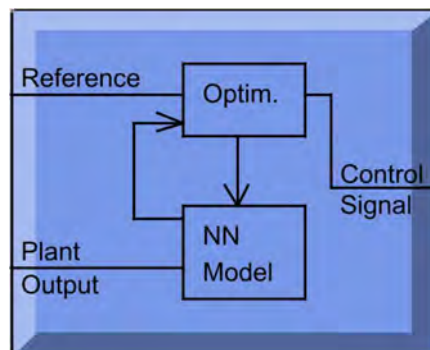 Reference
Optim.
Control
Signal
NN
Model
Plant
Output